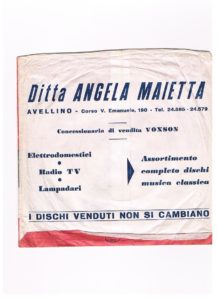 Ditta ANGELA MAIETTA
AVELLINO - Corso V. Emanuele, 190 - Tel. 24.885 - 24.579
Concessionaria di vendita VOXSON
Elettrodomestici
•
Radio TV
•
Lampadari
Assortimento
completo dischi
musica classica
I DISCHI VENDUTI NON SI CAMBIANO